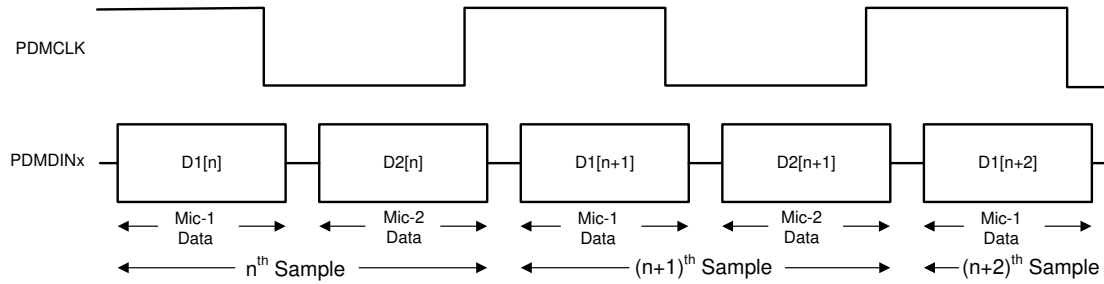 PDMCLK
PDMDINx
D1[n]
D2[n]
D1[n+1]
D2[n+1]
D1[n+2]
Mic-1
Data
Mic-2
Data
Mic-1
Data
Mic-2
Data
Mic-1
Data
nth Sample
(n+1)th Sample
(n+2)th Sample